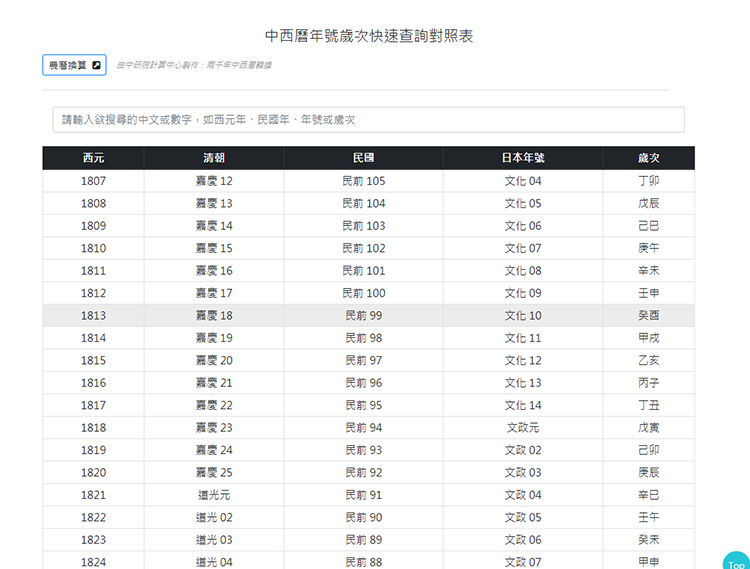 中西曆年號歲次快速查詢對照表
農曆換算 由中研院計算中心製作：兩千年中西曆轉換
請輸入欲搜尋的中文或數字，如西元年、民國年、年號或歲次
西元 清朝 民國 日本年號 歲次
1807 嘉慶 12 民前 105 文化 04 丁卯
1808 嘉慶 13 民前 104 文化 05 戊辰
1809 嘉慶 14 民前 103 文化 06 己巳
1810 嘉慶 15 民前 102 文化 07 庚午
1811 嘉慶 16 民前 101 文化 08 辛未
1812 嘉慶 17 民前 100 文化 09 壬申
1813 嘉慶 18 民前 99 文化 10 癸酉
1814 嘉慶 19 民前 98 文化 11 甲戌
1815 嘉慶 20 民前 97 文化 12 乙亥
1816 嘉慶 21 民前 96 文化 13 丙子
1817 嘉慶 22 民前 95 文化 14 丁丑
1818 嘉慶 23 民前 94 文政元 戊寅
1819 嘉慶 24 民前 93 文政 02 己卯
1820 嘉慶 25 民前 92 文政 03 庚辰
1821 道光元 民前 91 文政 04 辛巳
1822 道光 02 民前 90 文政 05 壬午
1823 道光 03 民前 89 文政 06 癸未
1824 道光 04 民前 88 文政 07 甲申
Top